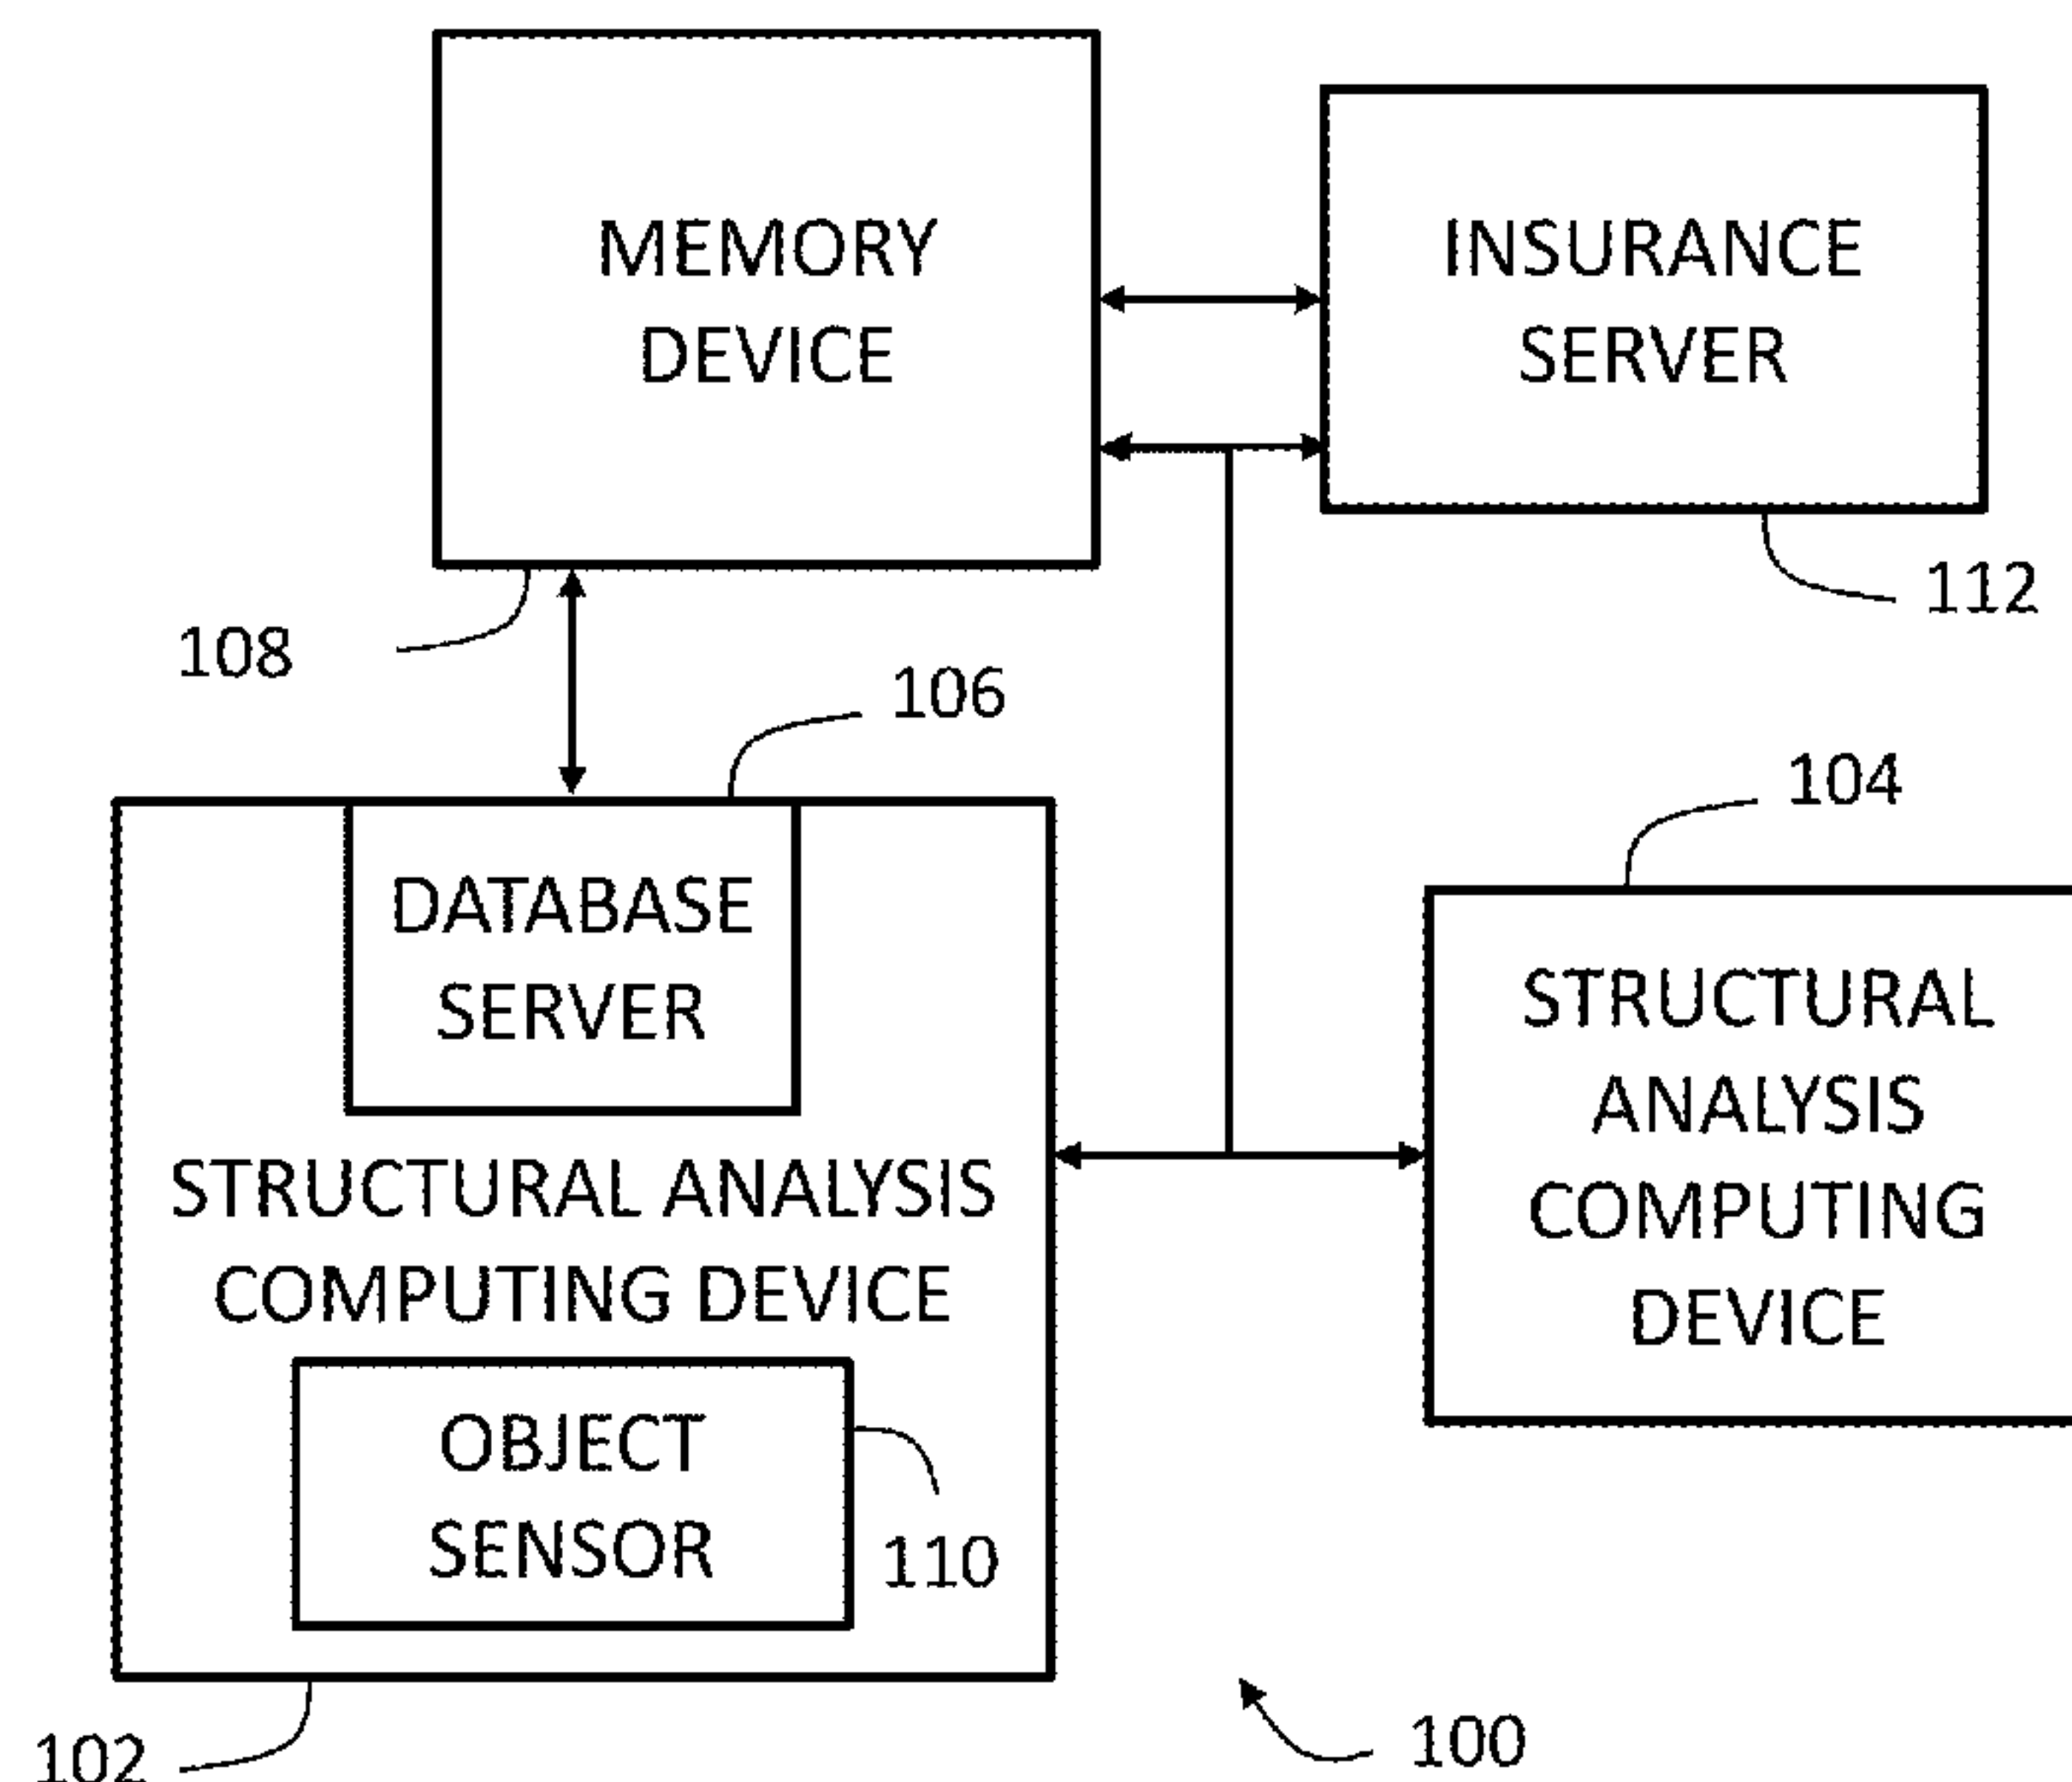 MEMORY
DEVICE
INSURANCE
SERVER
108
112
106
104
DATABASE
SERVER
STRUCTURAL ANALYSIS
COMPUTING DEVICE
OBJECT
SENSOR
110
STRUCTURAL
ANALYSIS
COMPUTING
DEVICE
102
100